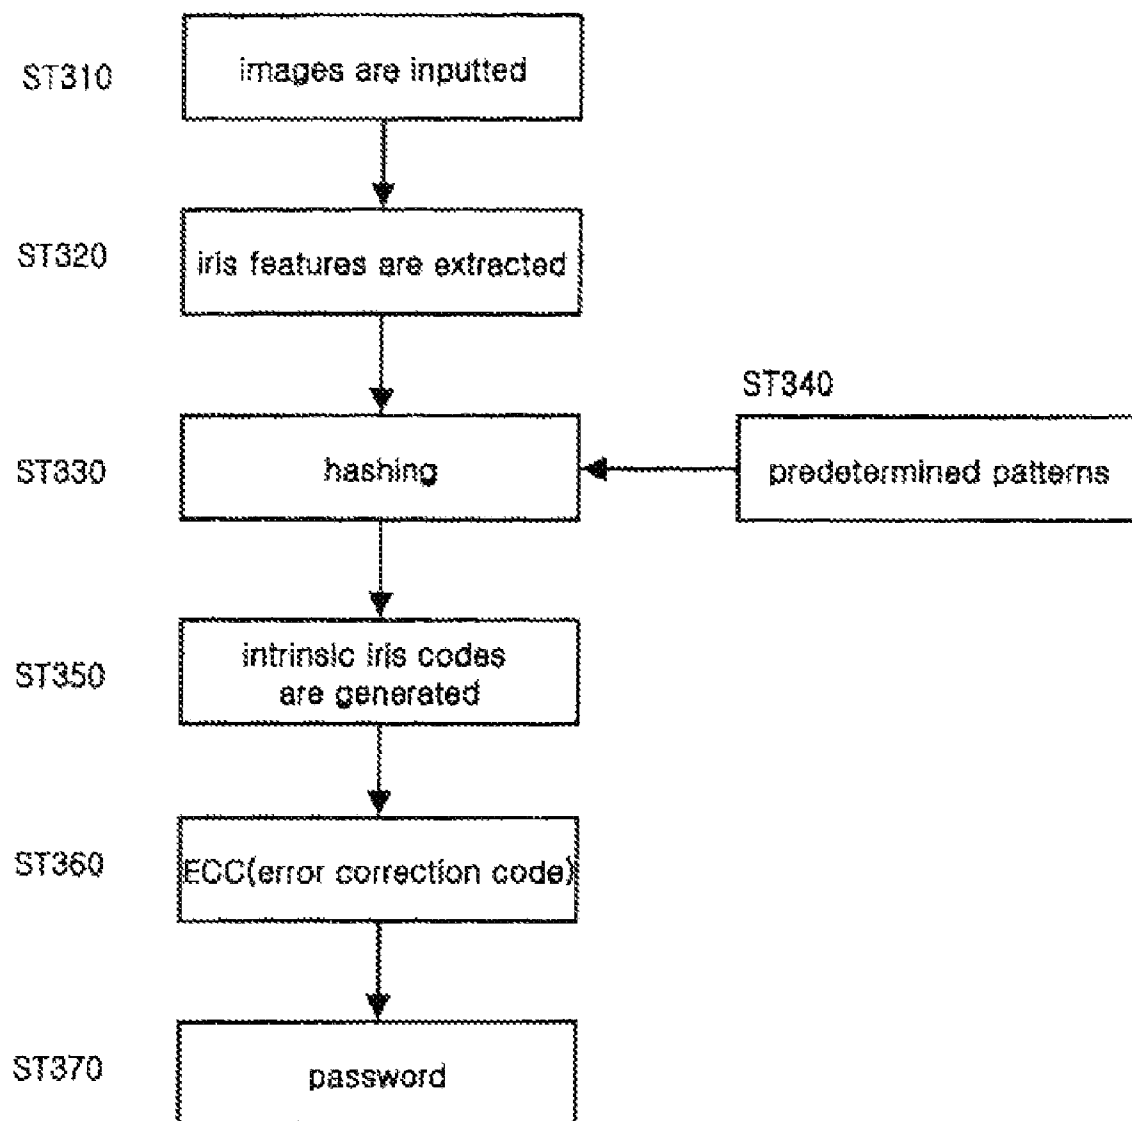 ST310
images are inputted
ST320
iris features are extracted
ST340
ST330
hashing
predetermined patterns
ST350
intrinsic iris codes
are generated
ST360
ECC(error correction code)
ST370
password